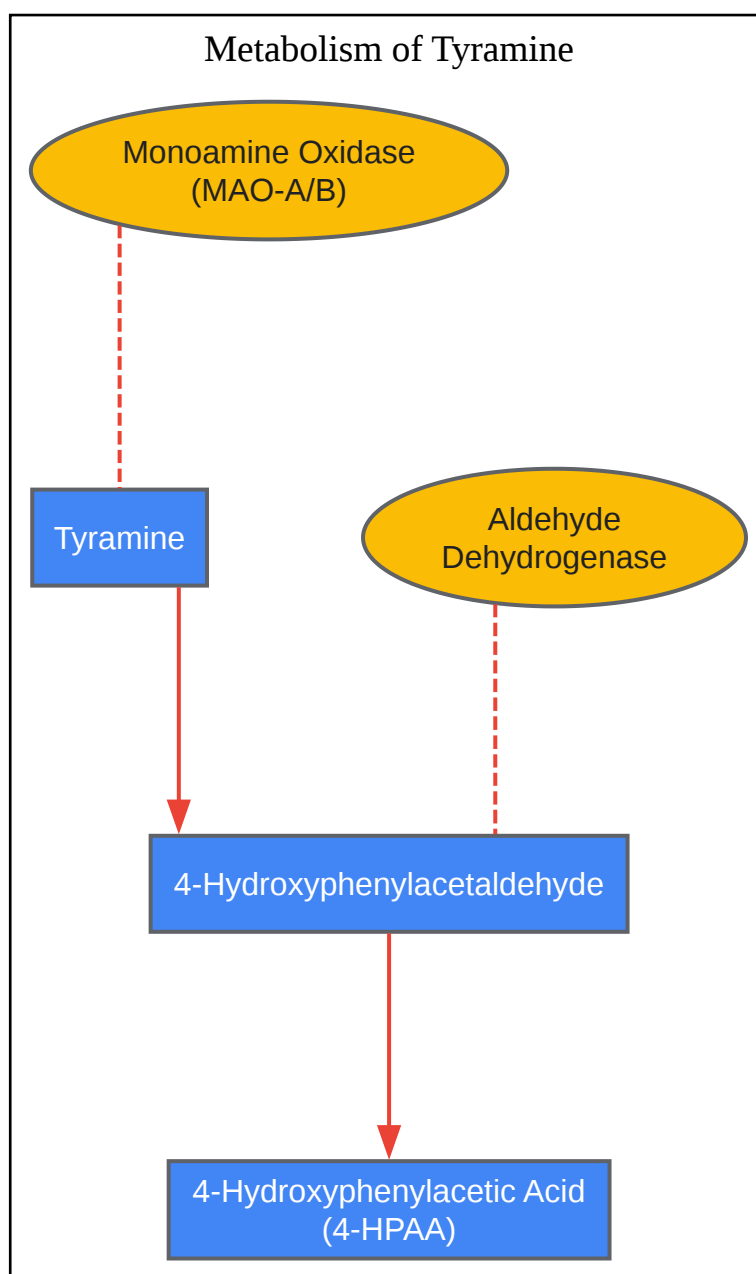 Metabolism of Tyramine
Monoamine Oxidase
(MAO-A/B)
Tyramine
Aldehyde
Dehydrogenase
4-Hydroxyphenylacetaldehyde
4-Hydroxyphenylacetic Acid
(4-HPAA)